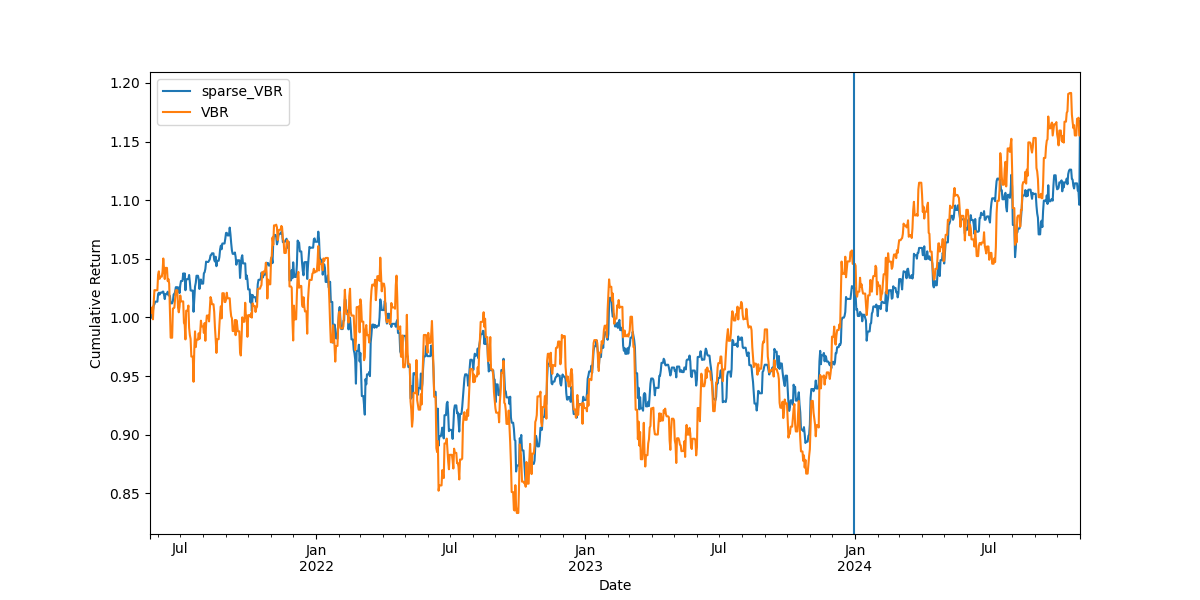 sparse_VBR
VBR
Cumulative Return
1.20
1.15
1.10
1.05
1.00
0.95
0.90
0.85
Jul
Jan
2022
Jul
Jan
2023
Jul
Jan
2024
Jul
Date